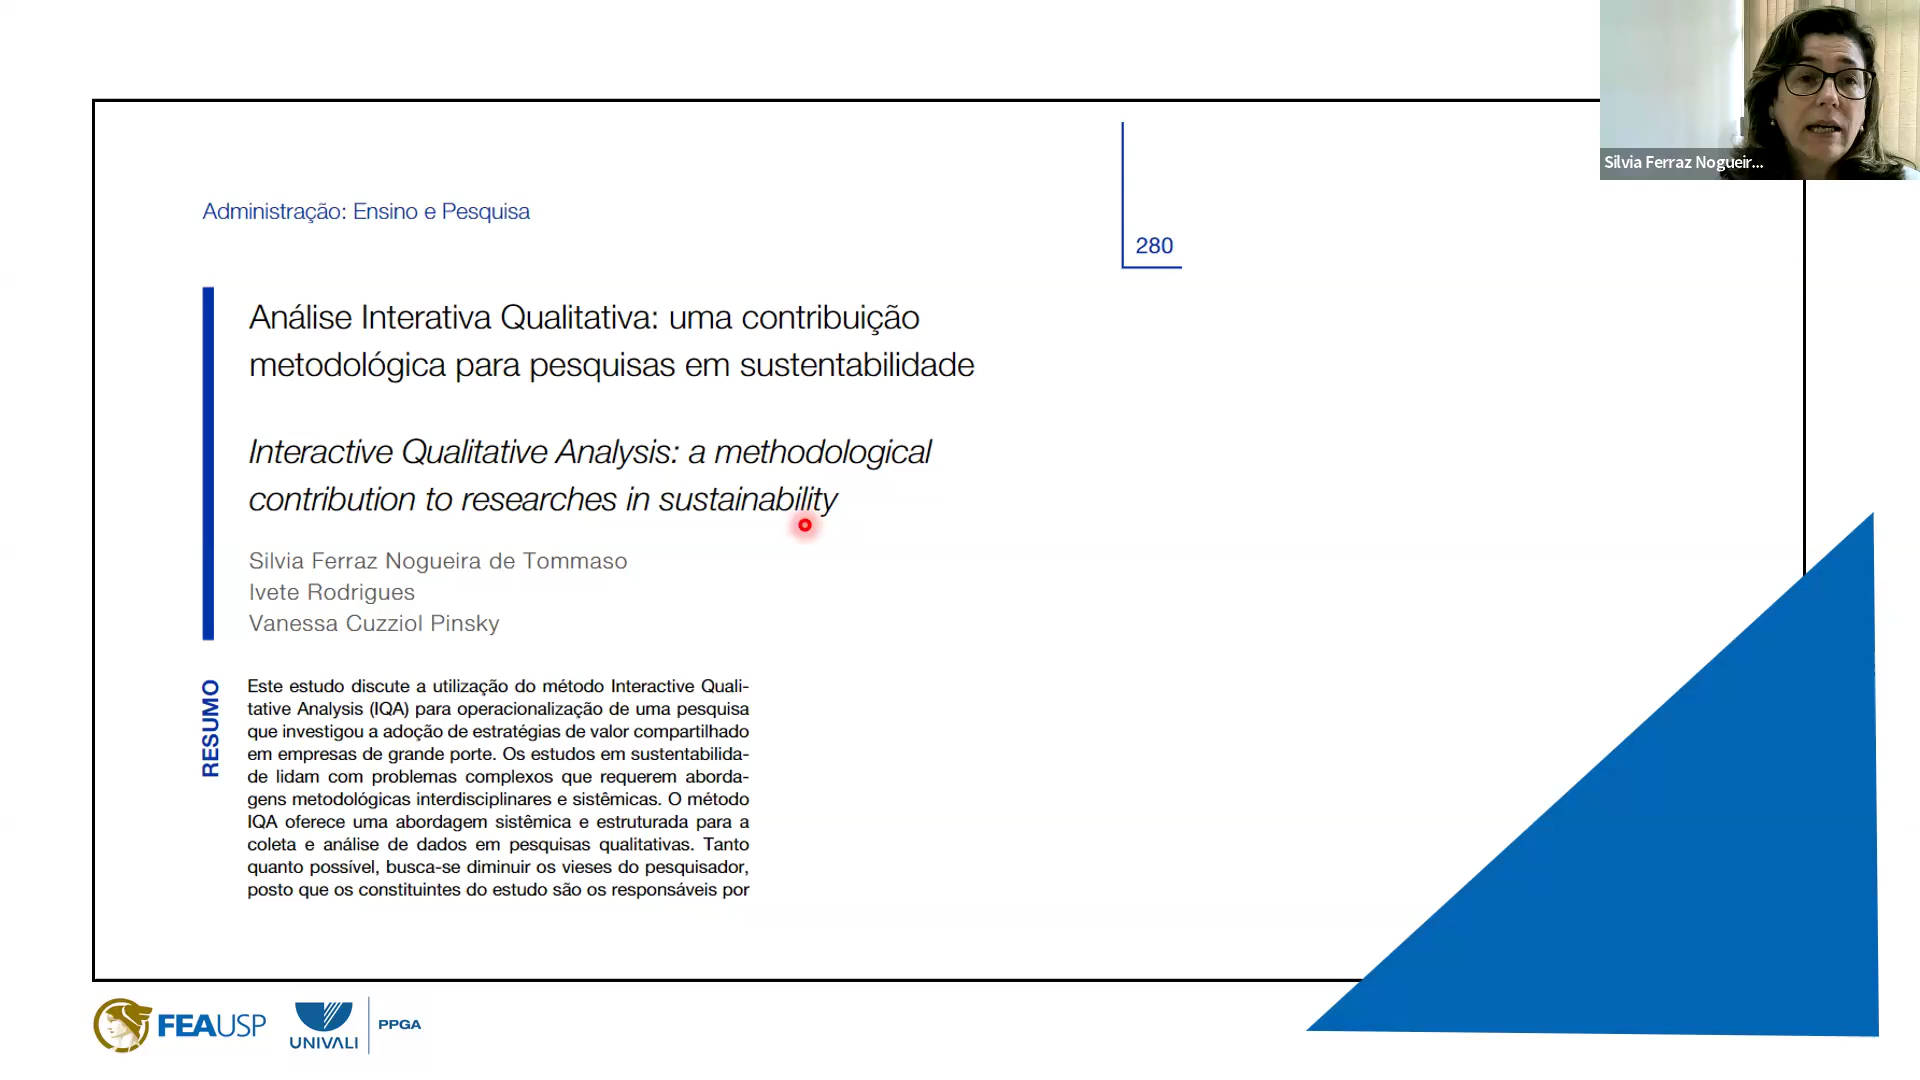 Silvia Ferraz Nogueir...
Administração: Ensino e Pesquisa
280
Análise Interativa Qualitativa: uma contribuição
metodológica para pesquisas em sustentabilidade
Interactive Qualitative Analysis: a methodological
contribution to researches in sustainability
Silvia Ferraz Nogueira de Tommaso
Ivete Rodrigues
Vanessa Cuzziol Pinsky
RESUMO
Este estudo discute a utilização do método Interactive Quali-
tative Analysis (IQA) para operacionalização de uma pesquisa
que investigou a adoção de estratégias de valor compartilhado
em empresas de grande porte. Os estudos em sustentabilida-
de lidam com problemas complexos que requerem aborda-
gens metodológicas interdisciplinares e sistêmicas. O método
IQA oferece uma abordagem sistêmica e estruturada para a
coleta e análise de dados em pesquisas qualitativas. Tanto
quanto possível, busca-se diminuir os vieses do pesquisador,
posto que os constituintes do estudo são os responsáveis por
FEAUSP
UNIVALI
PPGA